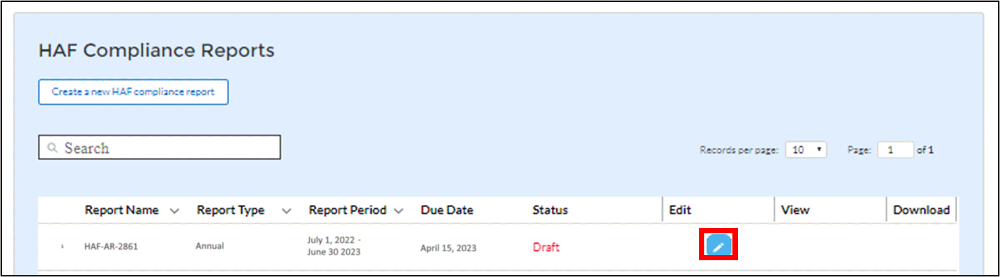 HAF Compliance Reports
Create a new HAF compliance report
Search
Records per page: 10 Page: 1 of 1
Report Name Report Type Report Period Due Date Status Edit View Download
1 HAF-AR-2861 Annual July 1, 2022 - April 15, 2023 Draft
June 30 2023